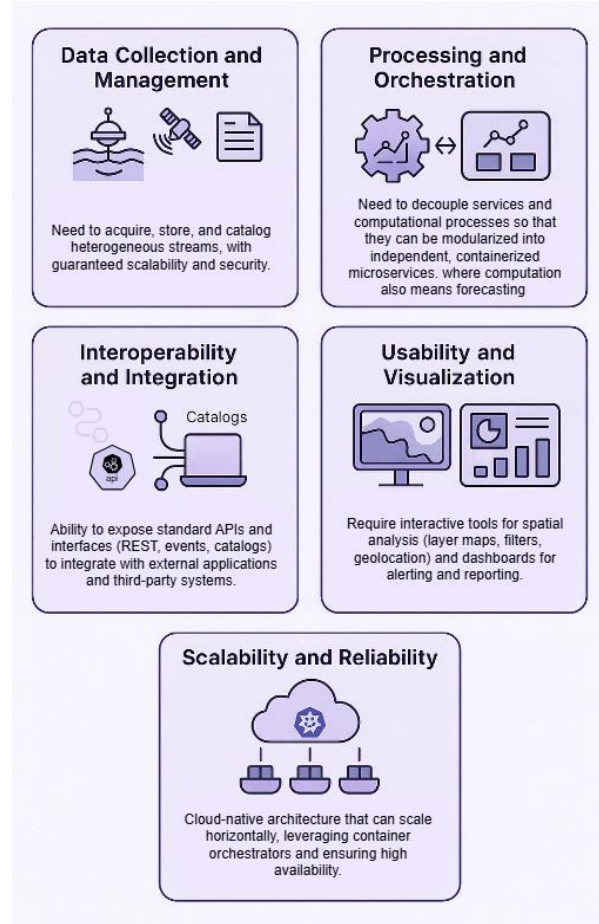 Data Collection and
Management
Need to acquire, store, and catalog
heterogeneous streams, with
guaranteed scalability and security.
Processing and
Orchestration
Need to decouple services and
computational processes so that
they can be modularized into
independent, containerized
microservices. where computation
also means forecasting
Interoperability
and Integration
Catalogs
api
Ability to expose standard APIs and
interfaces (REST, events, catalogs)
to integrate with external applications
and third-party systems.
Usability and
Visualization
Require interactive tools for spatial
analysis (layer maps, filters,
geolocation) and dashboards for
alerting and reporting.
Scalability and Reliability
Cloud-native architecture that can scale
horizontally, leveraging container
orchestrators and ensuring high
availability.